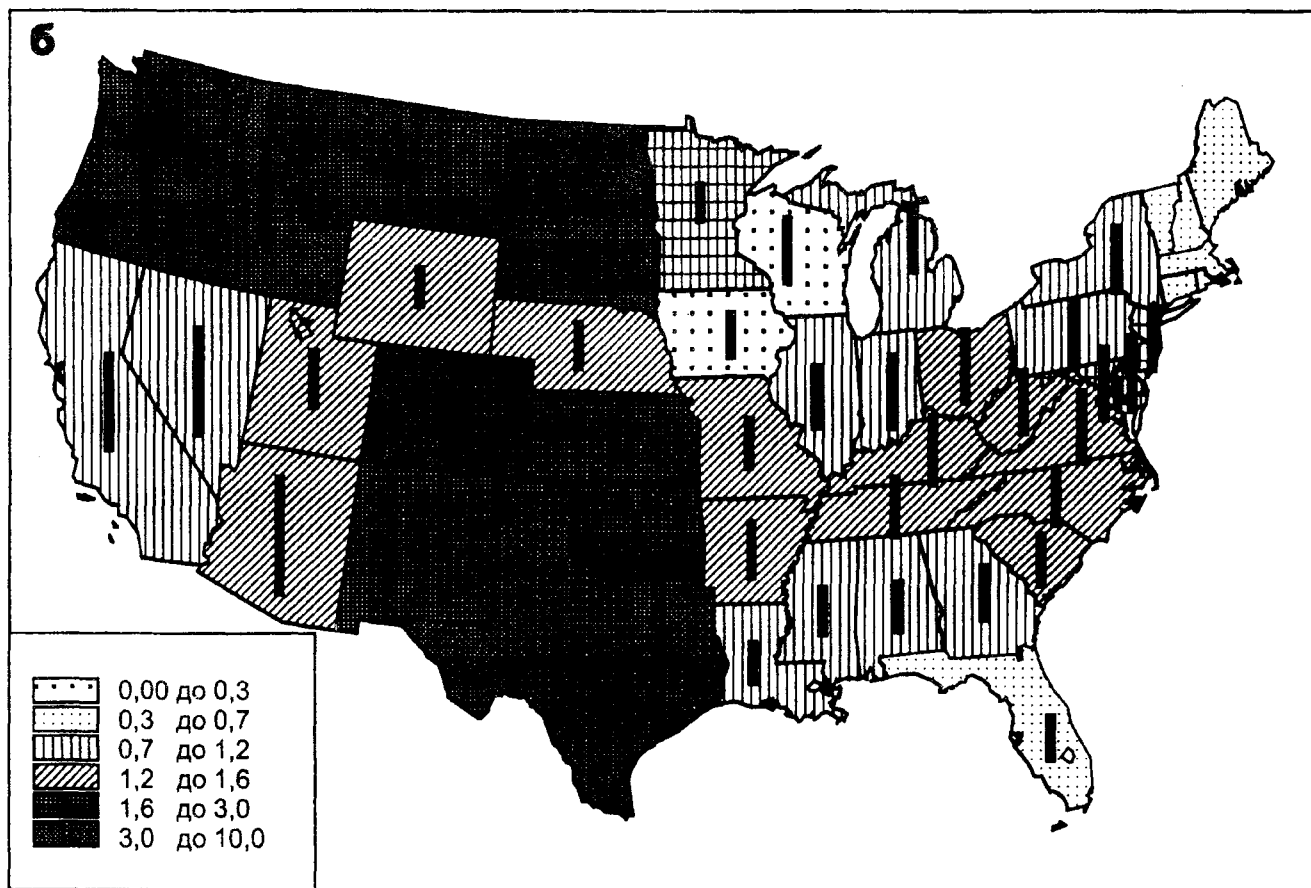 б
0,00 до 0,3
0,3 до 0,7
0,7 до 1,2
1,2 до 1,6
1,6 до 3,0
3,0 до 10,0